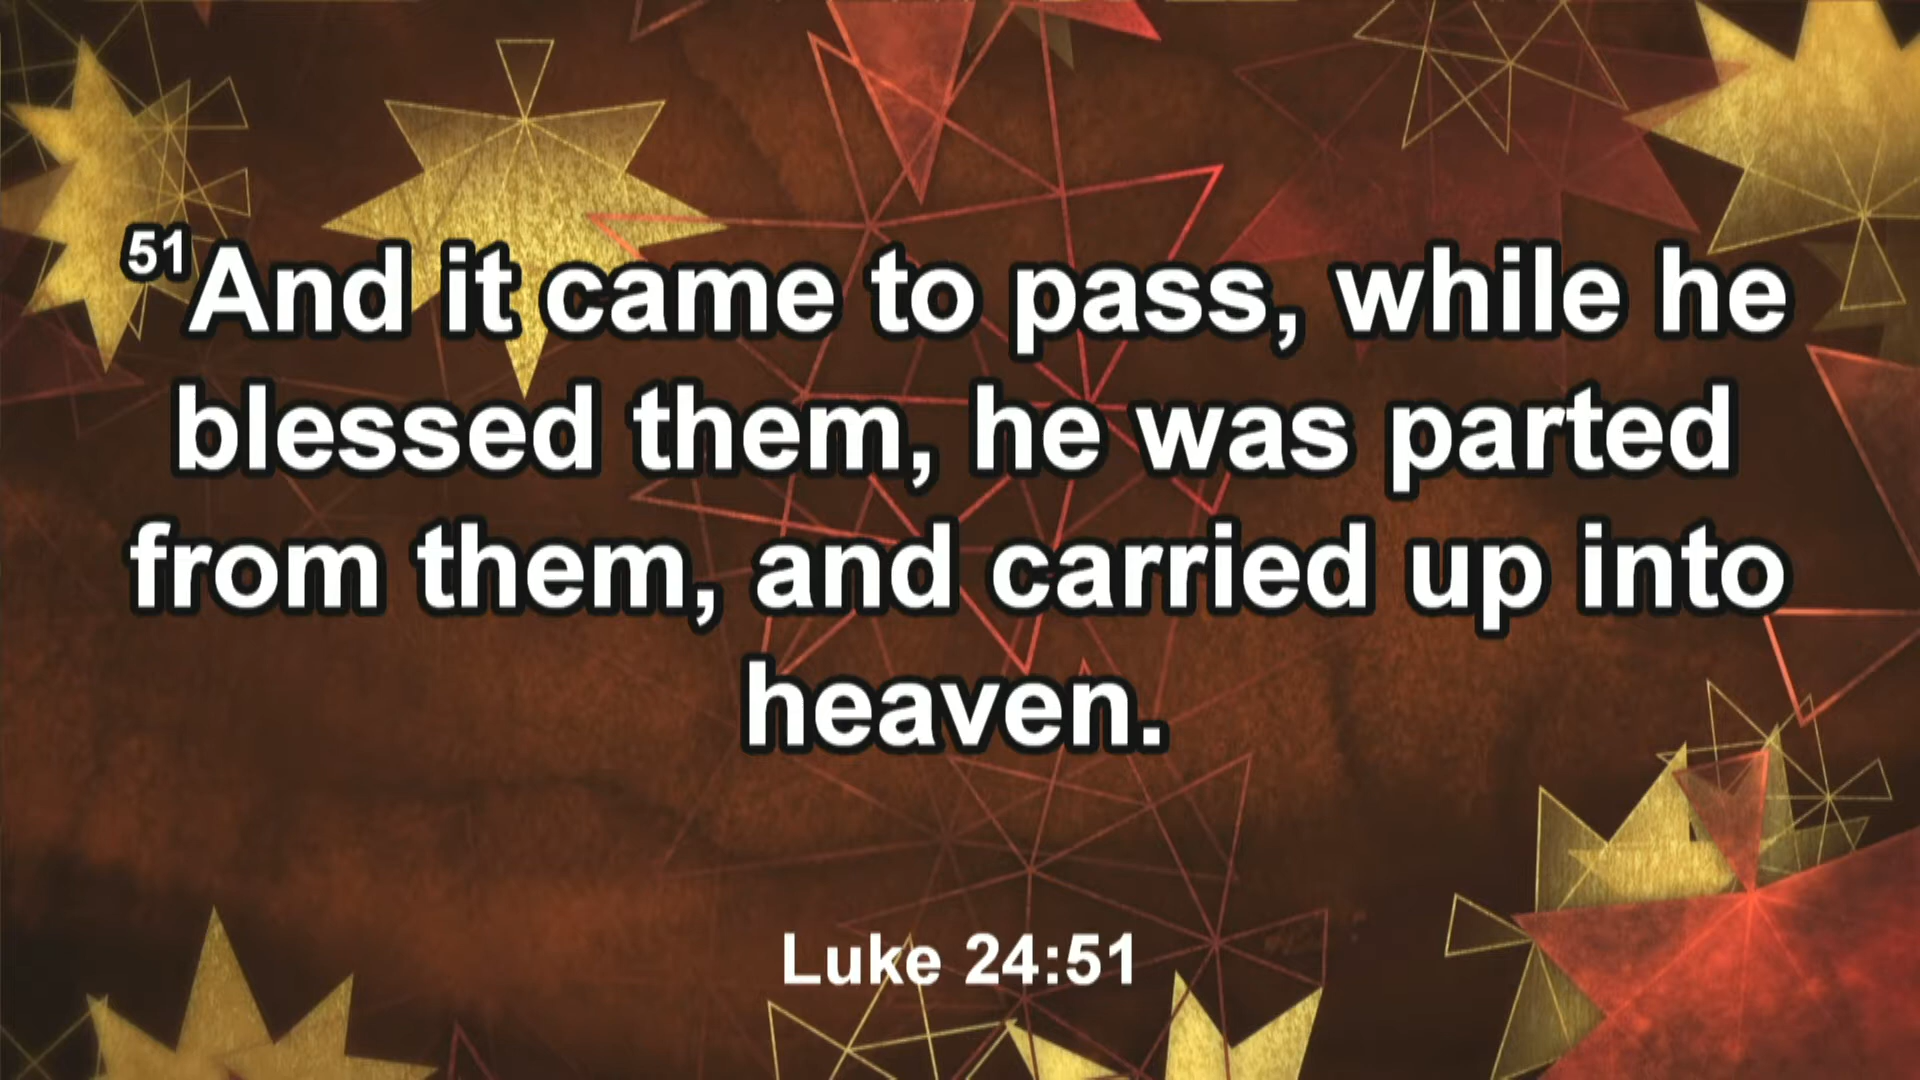 51And it came to pass, while he
blessed them, he was parted
from them, and carried up into
heaven.
Luke 24:51